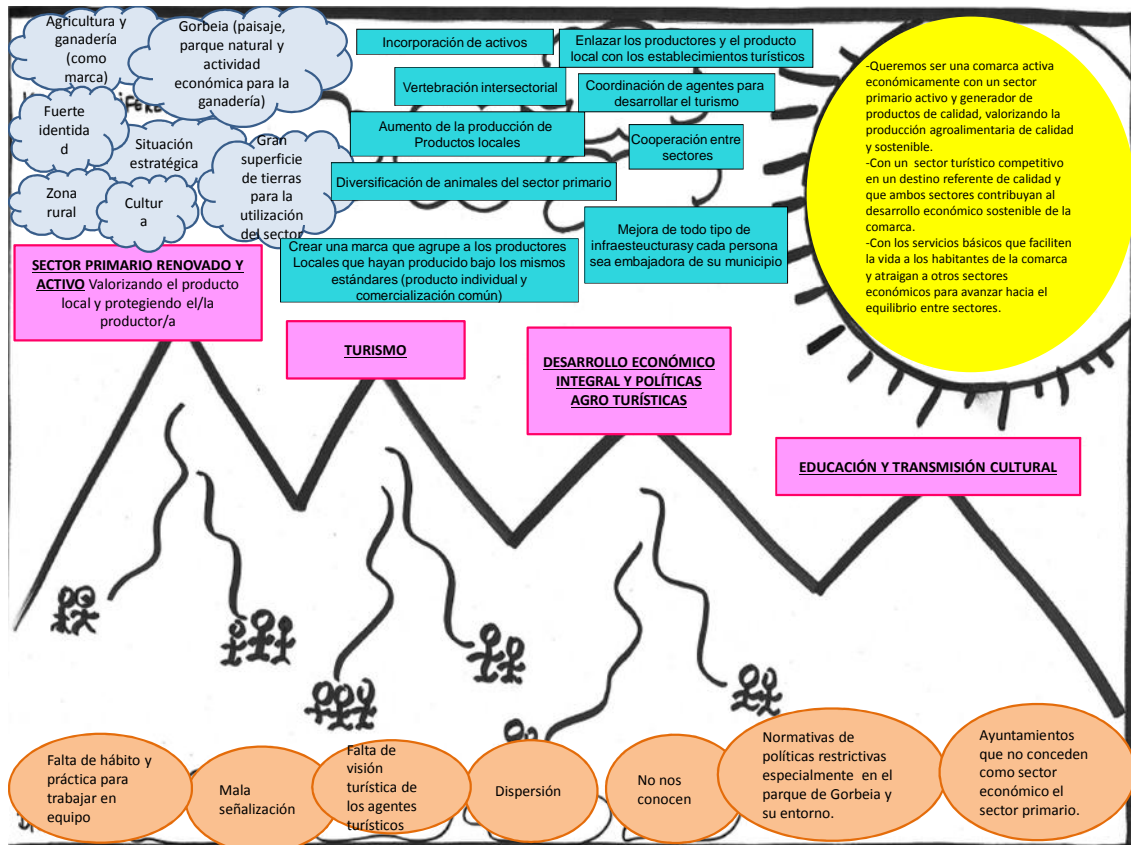 Agricultura y
ganadería
(como
marca)
Gorbeia (paisaje,
parque natural y
actividad
económica para la
ganadería)
Fuerte
identida
d
Situación
estratégica
Gran
superficie
de tierras
para la
utilización
del sector
Zona
rural
Cultur
a
Incorporación de activos
Enlazar los productores y el producto
local con los establecimientos turísticos
Vertebración intersectorial
Coordinación de agentes para
desarrollar el turismo
Aumento de la producción de
Productos locales
Cooperación entre
sectores
Diversificación de animales del sector primario
Mejora de todo tipo de
infraesteucturasy cada persona
sea embajadora de su municipio
Crear una marca que agrupe a los productores
Locales que hayan producido bajo los mismos
estándares (producto individual y
comercialización común)
-Queremos ser una comarca activa
económicamente con un sector
primario activo y generador de
productos de calidad, valorizando la
producción agroalimentaria de calidad
y sostenible.
-Con un sector turístico competitivo
en un destino referente de calidad y
que ambos sectores contribuyan al
desarrollo económico sostenible de la
comarca.
-Con los servicios básicos que faciliten
la vida a los habitantes de la comarca
y atraigan a otros sectores
económicos para avanzar hacia el
equilibrio entre sectores.
SECTOR PRIMARIO RENOVADO Y
ACTIVO Valorizando el producto
local y protegiendo el/la
productor/a
TURISMO
DESARROLLO ECONÓMICO
INTEGRAL Y POLÍTICAS
AGRO TURÍSTICAS
EDUCACIÓN Y TRANSMISIÓN CULTURAL
Falta de hábito y
práctica para
trabajar en
equipo
Mala
señalización
Falta de
visión
turística de
los agentes
turísticos
Dispersión
No nos
conocen
Normativas de
políticas restrictivas
especialmente en el
parque de Gorbeia y
su entorno.
Ayuntamientos
que no conceden
como sector
económico el
sector primario.